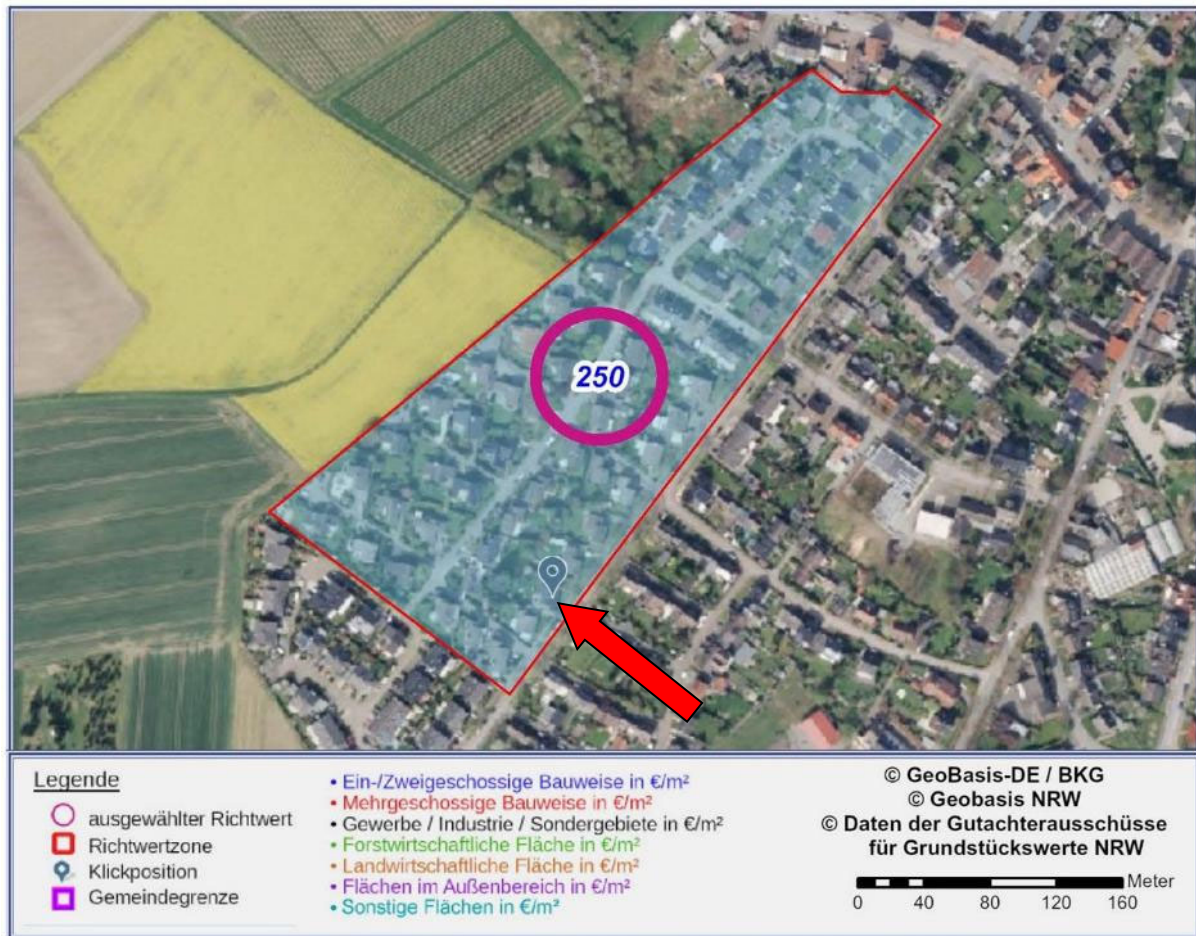 250
Legende
ausgewählter Richtwert
Richtwertzone
Klickposition
Gemeindegrenze
• Ein-/Zweigeschossige Bauweise in €/m²
• Mehrgeschossige Bauweise in €/m²
• Gewerbe / Industrie / Sondergebiete in €/m²
• Forstwirtschaftliche Fläche in €/m²
• Landwirtschaftliche Fläche in €/m²
• Flächen im Außenbereich in €/m²
• Sonstige Flächen in €/m²
© GeoBasis-DE / BKG
© Geobasis NRW
© Daten der Gutachterausschüsse
für Grundstückswerte NRW
Meter
0 40 80 120 160